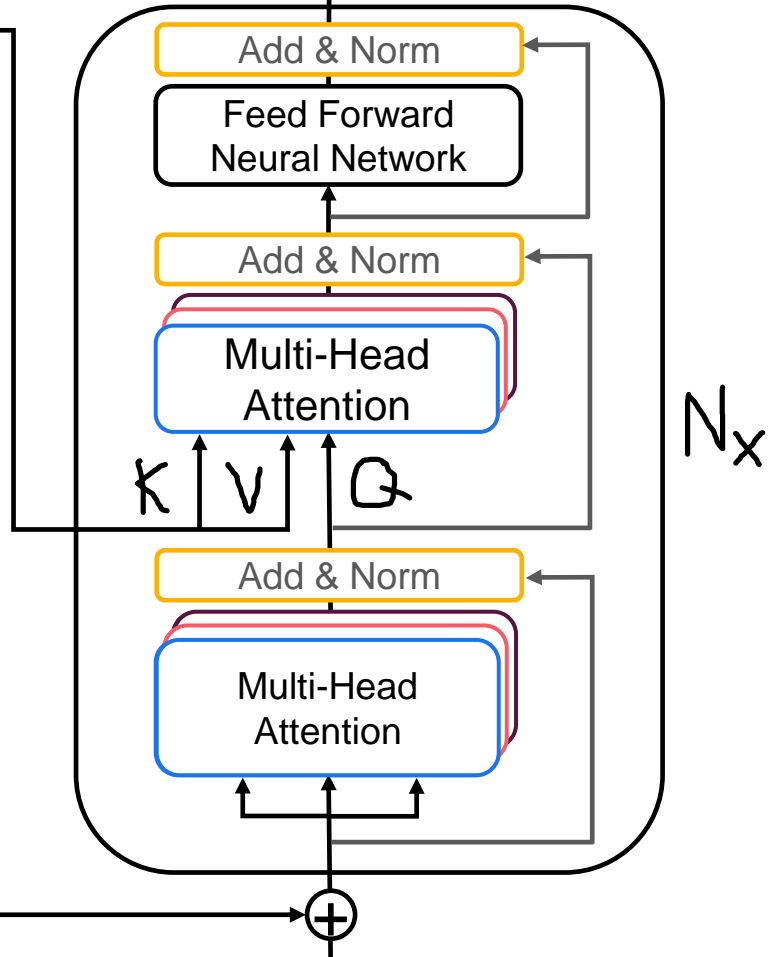 Add & Norm
Feed Forward
Neural Network
Add & Norm
Multi-Head
Attention
Nx
K V Q
Add & Norm
Multi-Head
Attention
+